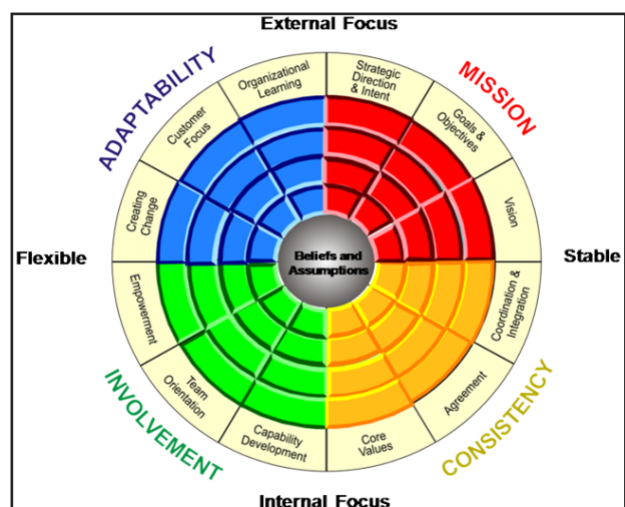 External Focus
ADAPTABILITY
MISSION
Organizational
Learning
Strategic
Direction
& Intent
Customer
Focus
Goals &
Objectives
Creating
Change
Vision
Flexible
Beliefs and
Assumptions
Stable
Empowerment
Coordination &
Integration
Team
Orientation
Agreement
Capability
Development
Core
Values
INVOLVEMENT
CONSISTENCY
Internal Focus